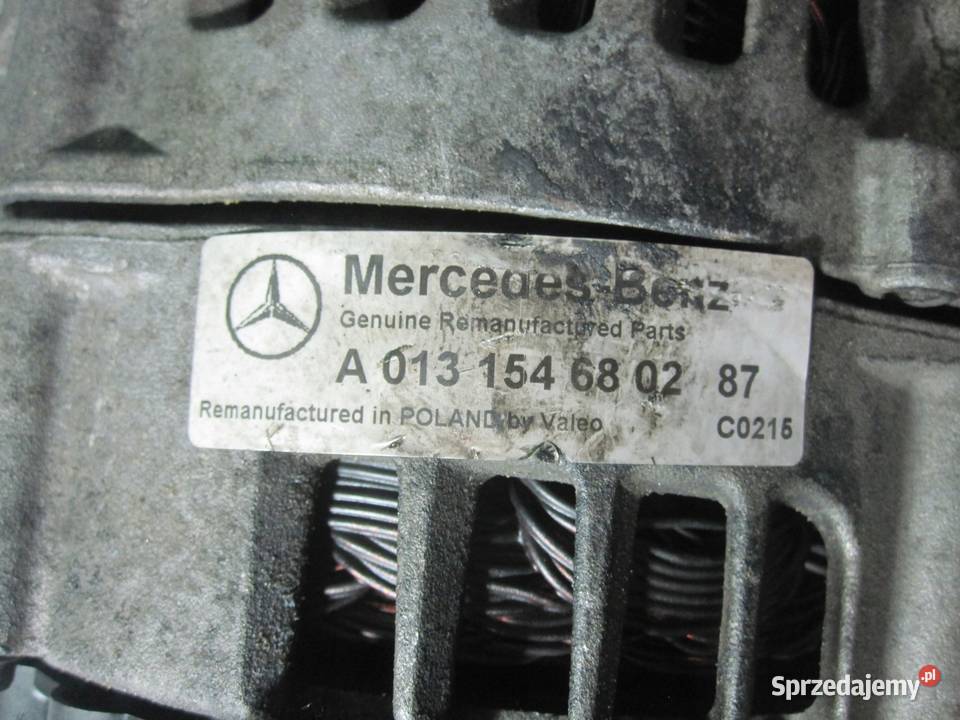 Mercedes-Benz
Genuine Remanufactured Parts
A 013 154 68 02 87
Remanufactured in POLAND by Valeo C0215
Sprzedajemy.pl